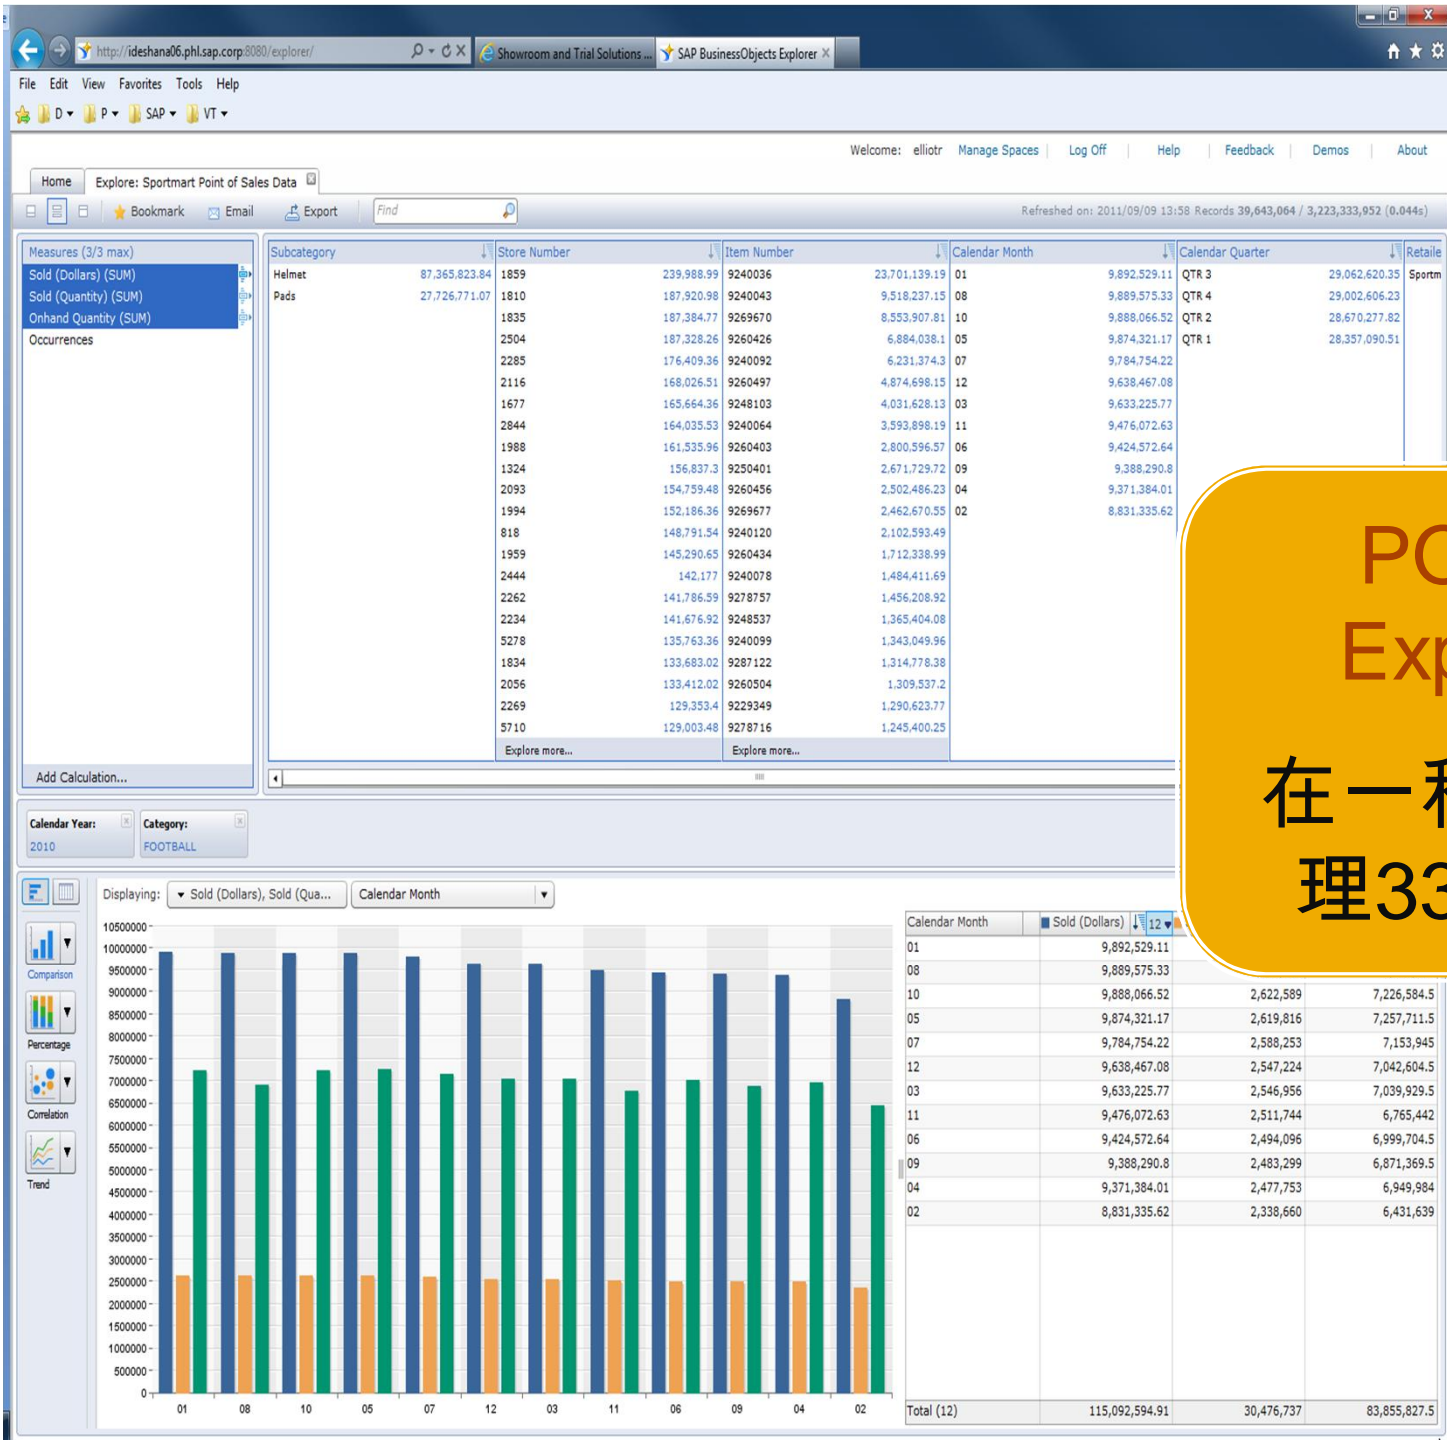 http://ideshana06.phl.sap.corp:8080/explorer/
Showroom and Trial Solutions ...
SAP BusinessObjects Explorer
File Edit View Favorites Tools Help
D P SAP VT
Welcome: elliotr Manage Spaces | Log Off | Help | Feedback | Demos | About
Home Explore: Sportmart Point of Sales Data
Bookmark Email Export Find
Refreshed on: 2011/09/09 13:58 Records 39,643,064 / 3,223,333,952 (0.044s)
Measures (3/3 max)
Sold (Dollars) (SUM)
Sold (Quantity) (SUM)
Onhand Quantity (SUM)
Occurrences
Add Calculation...
Subcategory
Helmet 87,365,823.84
Pads 27,726,771.07
Store Number
1859 239,988.99
1810 187,920.98
1835 187,384.77
2504 187,328.26
2285 176,409.36
2116 168,026.51
1677 165,664.36
2844 164,035.53
1988 161,535.96
1324 156,837.3
2093 154,759.48
1994 152,186.36
818 148,791.54
1959 145,290.65
2444 142,177
2262 141,786.59
2234 141,676.92
5278 135,763.36
1834 133,683.02
2056 133,412.02
2269 129,353.4
5710 129,003.48
Explore more...
Item Number
9240036 23,701,139.19
9240043 9,518,237.15
9269670 8,553,907.81
9260426 6,884,038.1
9240092 6,231,374.3
9260497 4,874,698.15
9248103 4,031,628.13
9240064 3,593,898.19
9260403 2,800,596.57
9250401 2,671,729.72
9260456 2,502,486.23
9269677 2,462,670.55
9240120 2,102,593.49
9260434 1,712,338.99
9240078 1,484,411.69
9278757 1,456,208.92
9248537 1,365,404.08
9240099 1,343,049.96
9287122 1,314,778.38
9260504 1,309,537.2
9229349 1,290,623.77
9278716 1,245,400.25
Explore more...
Calendar Month
01 9,892,529.11
08 9,889,575.33
10 9,888,066.52
05 9,874,321.17
07 9,784,754.22
12 9,638,467.08
03 9,633,225.77
11 9,476,072.63
06 9,424,572.64
09 9,388,290.8
04 9,371,384.01
02 8,831,335.62
Calendar Quarter
QTR 3 29,062,620.35
QTR 4 29,002,606.23
QTR 2 28,670,277.82
QTR 1 28,357,090.51
Retaile
Sportm
PO
Exp
在一
理33
Calendar Year:
2010
Category:
FOOTBALL
Displaying: Sold (Dollars), Sold (Qua... Calendar Month
Comparison
Percentage
Correlation
Trend
10500000
10000000
9500000
9000000
8500000
8000000
7500000
7000000
6500000
6000000
5500000
5000000
4500000
4000000
3500000
3000000
2500000
2000000
1500000
1000000
500000
0
01 08 10 05 07 12 03 11 06 09 04 02
Calendar Month Sold (Dollars) 12
01 9,892,529.11
08 9,889,575.33
10 9,888,066.52 2,622,589 7,226,584.5
05 9,874,321.17 2,619,816 7,257,711.5
07 9,784,754.22 2,588,253 7,153,945
12 9,638,467.08 2,547,224 7,042,604.5
03 9,633,225.77 2,546,956 7,039,929.5
11 9,476,072.63 2,511,744 6,765,442
06 9,424,572.64 2,494,096 6,999,704.5
09 9,388,290.8 2,483,299 6,871,369.5
04 9,371,384.01 2,477,753 6,949,984
02 8,831,335.62 2,338,660 6,431,639
Total (12) 115,092,594.91 30,476,737 83,855,827.5